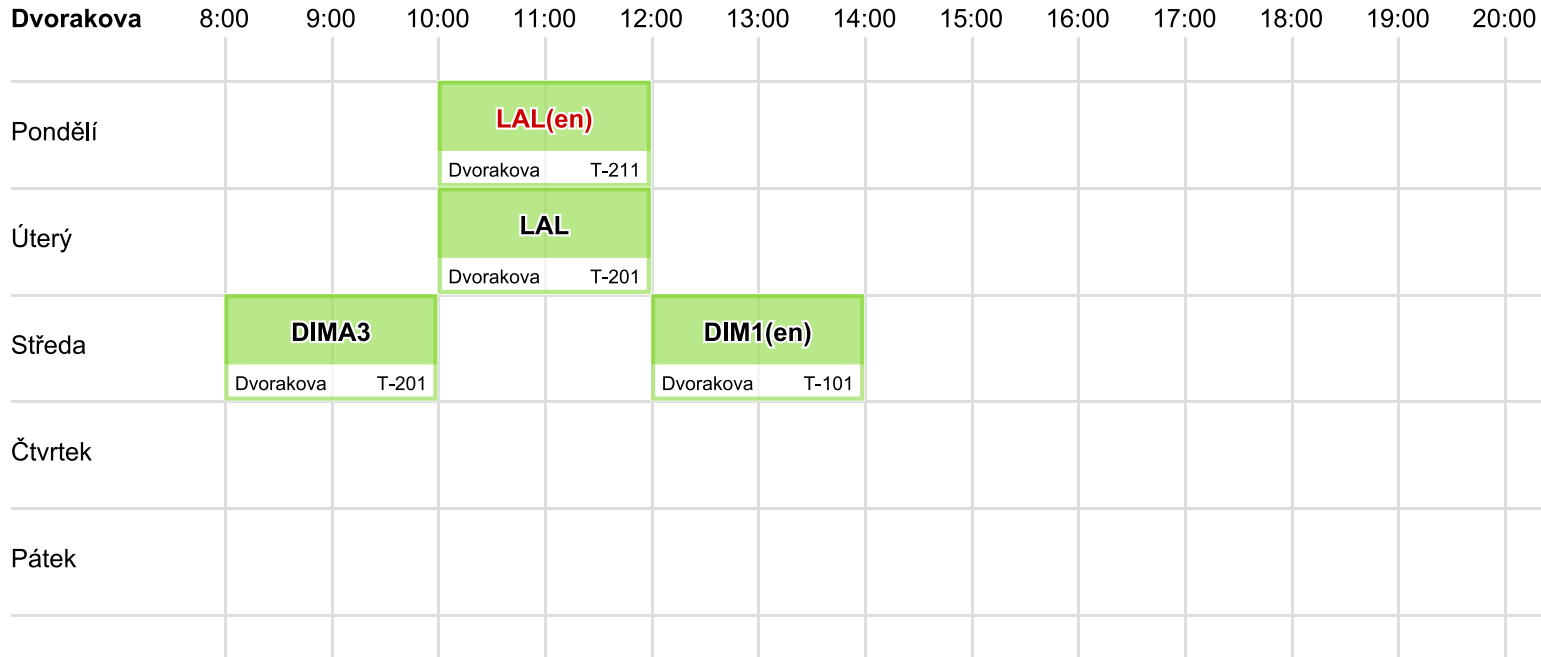 Dvorakova 8:00 9:00 10:00 11:00 12:00 13:00 14:00 15:00 16:00 17:00 18:00 19:00 20:00
Pondělí
LAL(en)
Dvorakova T-211
Úterý
LAL
Dvorakova T-201
Středa
DIMA3
Dvorakova T-201
DIM1(en)
Dvorakova T-101
Čtvrtek
Pátek